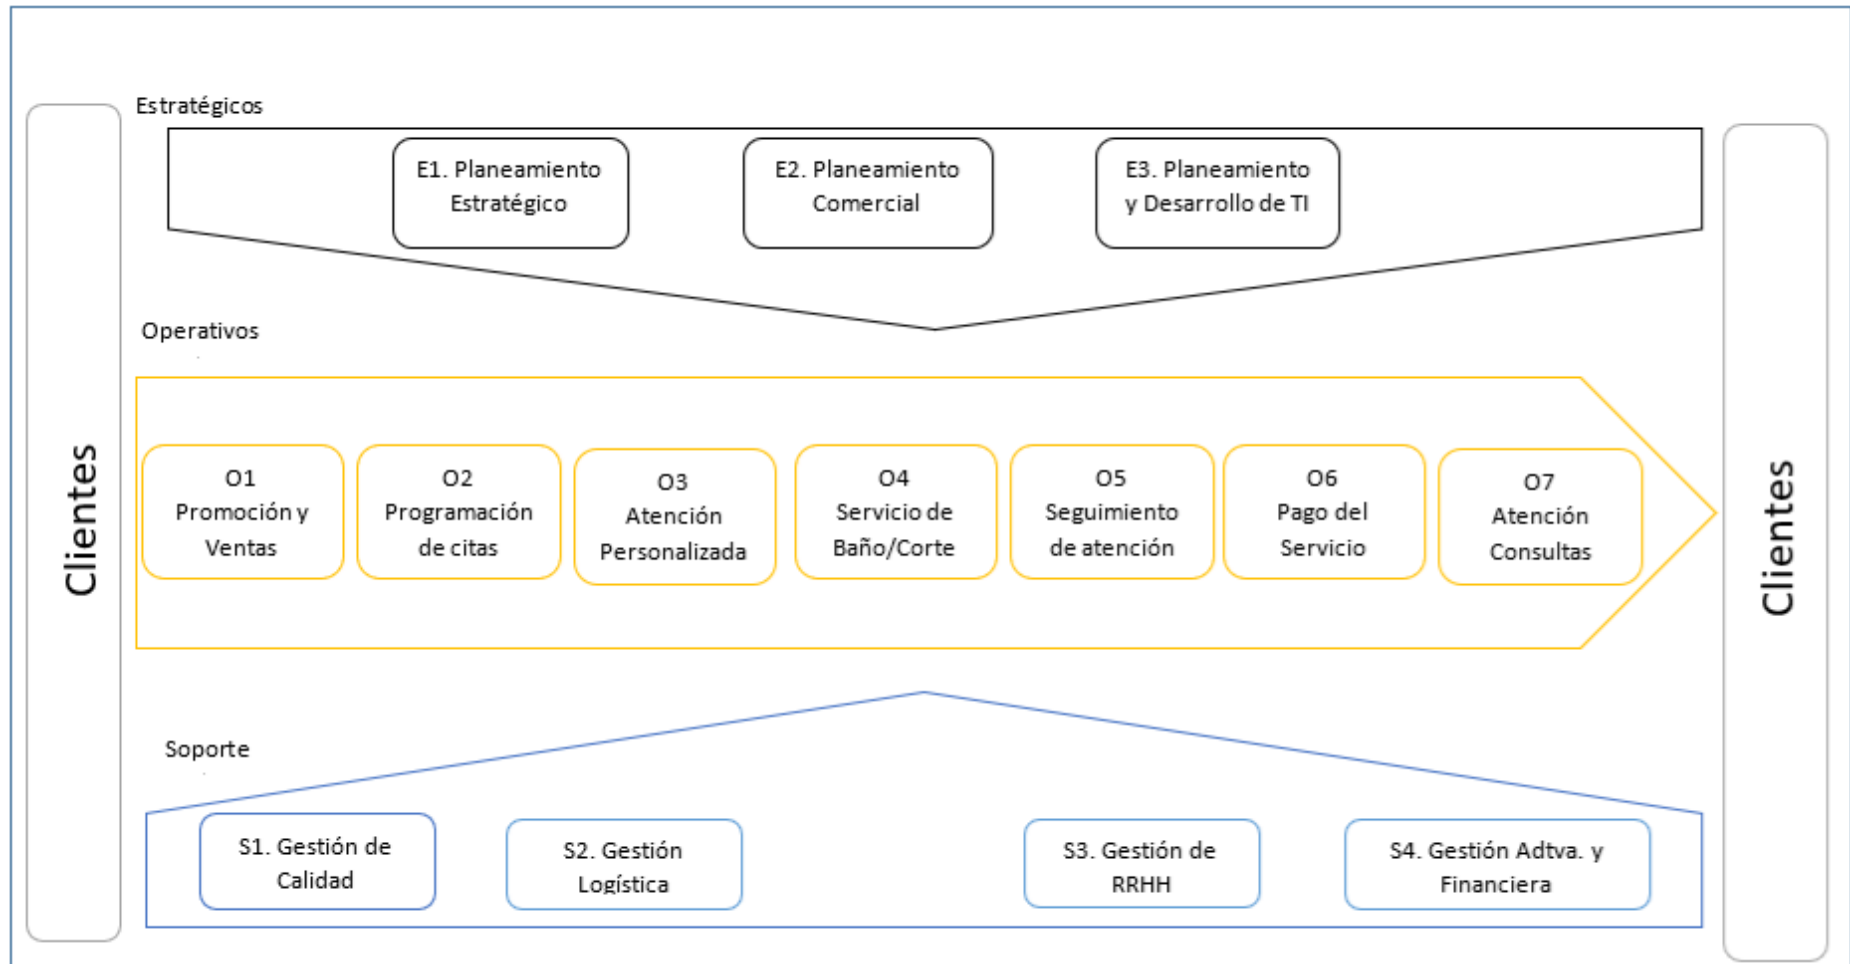 Estratégicos
E1. Planeamiento
Estratégico
E2. Planeamiento
Comercial
E3. Planeamiento
y Desarrollo de TI
Operativos
Clientes
O1
Promoción y
Ventas
O2
Programación
de citas
O3
Atención
Personalizada
O4
Servicio de
Baño/Corte
O5
Seguimiento
de atención
O6
Pago del
Servicio
O7
Atención
Consultas
Clientes
Soporte
S1. Gestión de
Calidad
S2. Gestión
Logística
S3. Gestión de
RRHH
S4. Gestión Adtva. y
Financiera